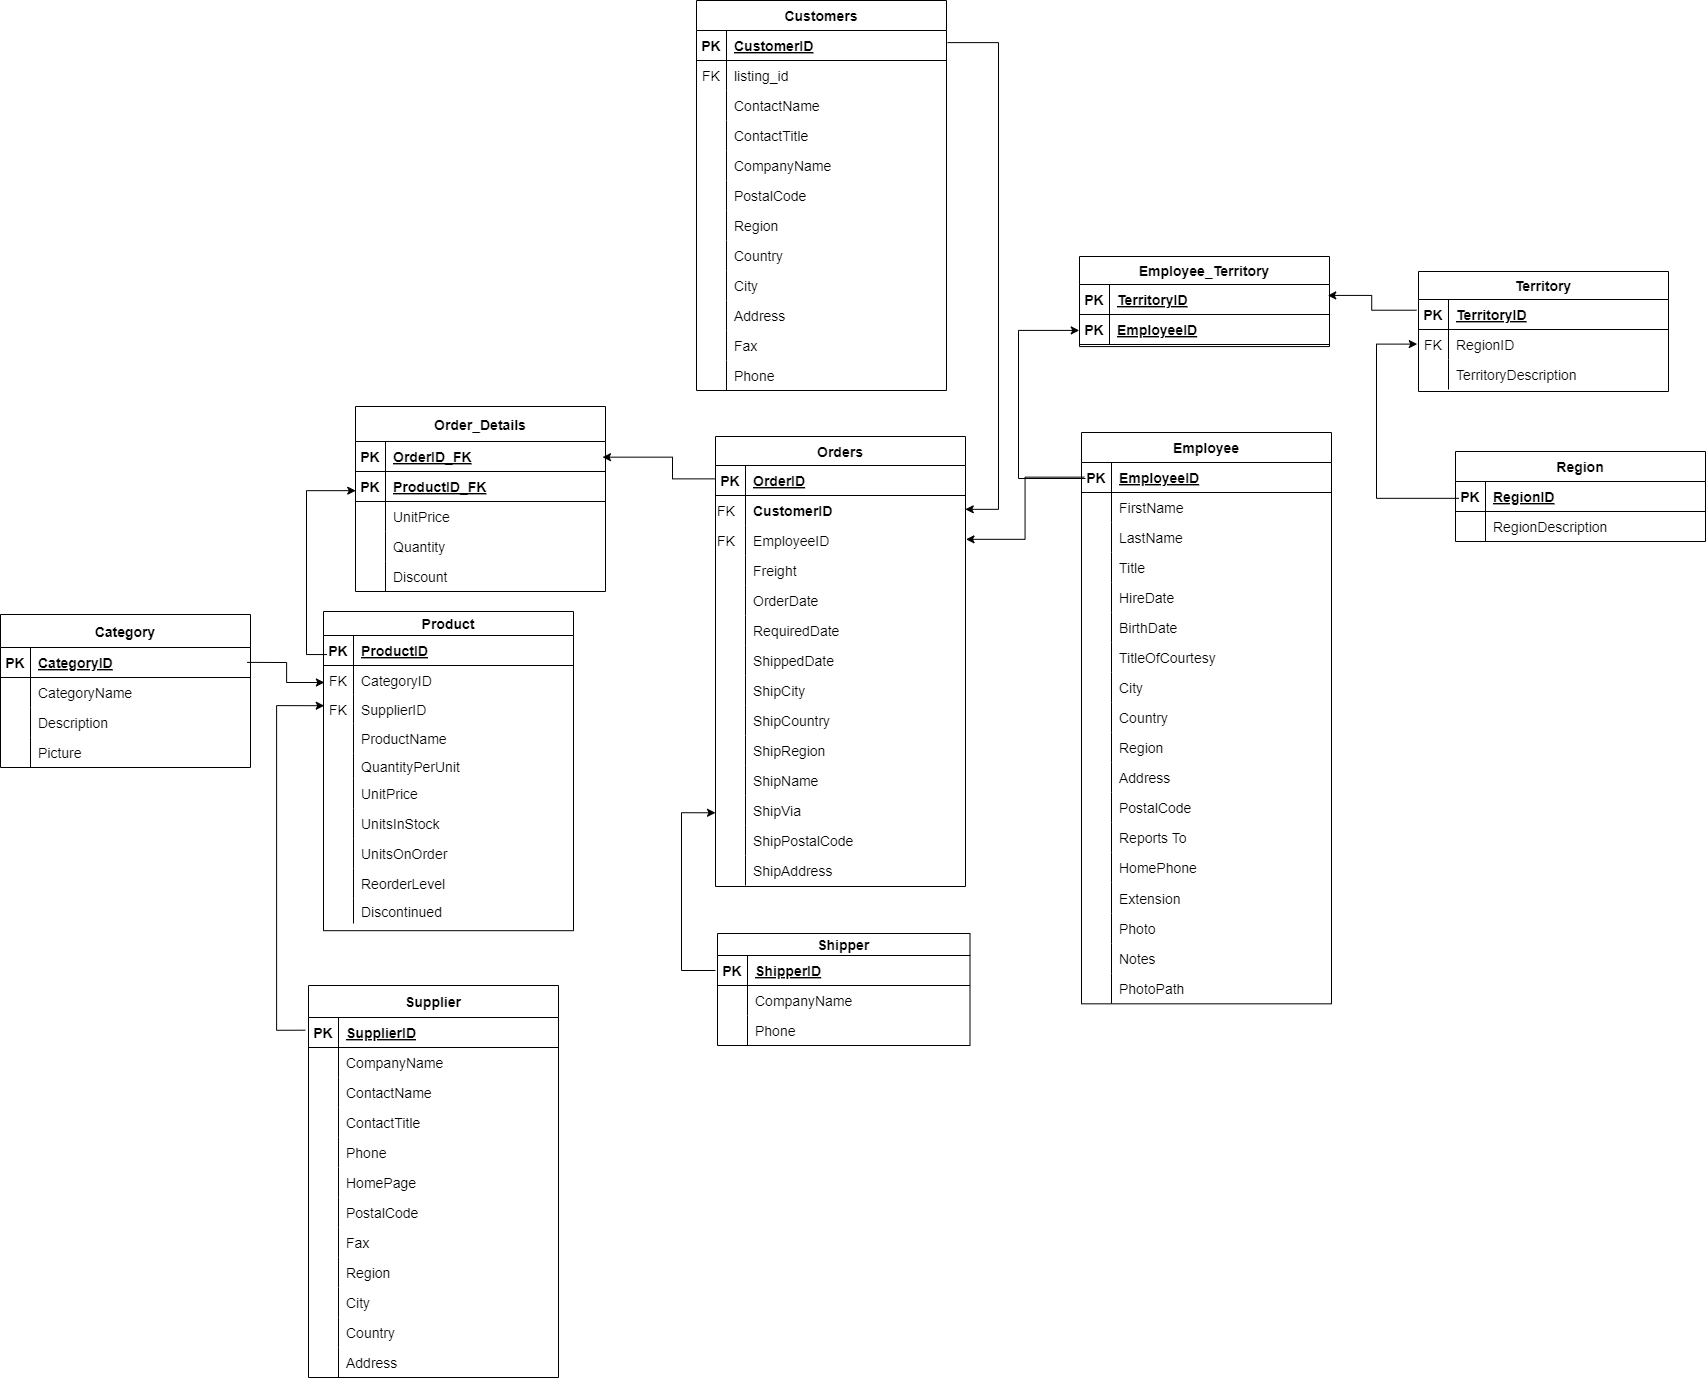 Customers
PK CustomerID
FK listing_id
ContactName
ContactTitle
CompanyName
PostalCode
Region
Country
City
Address
Fax
Phone
Employee_Territory
PK TerritoryID
PK EmployeeID
Territory
PK TerritoryID
FK RegionID
TerritoryDescription
Order_Details
PK OrderID_FK
PK ProductID_FK
UnitPrice
Quantity
Discount
Orders
PK OrderID
FK CustomerID
FK EmployeeID
Freight
OrderDate
RequiredDate
ShippedDate
ShipCity
ShipCountry
ShipRegion
ShipName
ShipVia
ShipPostalCode
ShipAddress
Employee
PK EmployeeID
FirstName
LastName
Title
HireDate
BirthDate
TitleOfCourtesy
City
Country
Region
Address
PostalCode
Reports To
HomePhone
Extension
Photo
Notes
PhotoPath
Region
PK RegionID
RegionDescription
Category
PK CategoryID
CategoryName
Description
Picture
Product
PK ProductID
FK CategoryID
FK SupplierID
ProductName
QuantityPerUnit
UnitPrice
UnitsInStock
UnitsOnOrder
ReorderLevel
Discontinued
Shipper
PK ShipperID
CompanyName
Phone
Supplier
PK SupplierID
CompanyName
ContactName
ContactTitle
Phone
HomePage
PostalCode
Fax
Region
City
Country
Address